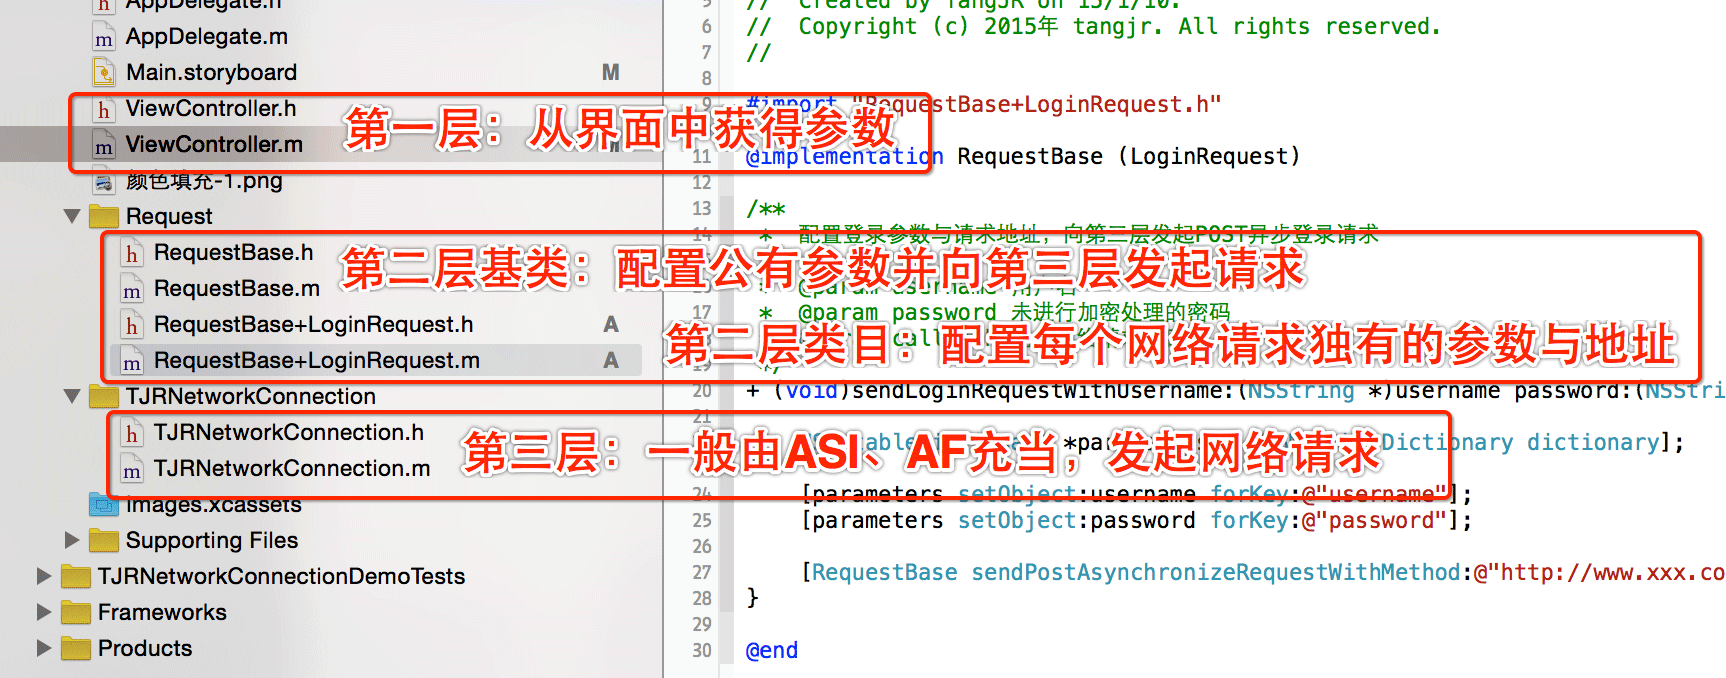 AppDelegate.h
AppDelegate.m
Main.storyboard M
ViewController.h
ViewController.m
第一层：从界面中获得参数
颜色填充-1.png
Request
RequestBase.h
RequestBase.m
RequestBase+LoginRequest.h A
RequestBase+LoginRequest.m A
第二层基类：配置公有参数并向第三层发起请求
第二层类目：配置每个网络请求独有的参数与地址
TJRNetworkConnection
TJRNetworkConnection.h
TJRNetworkConnection.m
第三层：一般由ASI、AF充当，发起网络请求
Images.xcassets
Supporting Files
TJRNetworkConnectionDemoTests
Frameworks
Products
5 // Created by TangJR on 15/1/10.
6 // Copyright (c) 2015年 tangjr. All rights reserved.
7 //
8
9 #import "RequestBase+LoginRequest.h"
11 @implementation RequestBase (LoginRequest)
12
13 /**
14 * 配置登录参数与请求地址，向第二层发起POST异步登录请求
* @param username 用户名
17 * @param password 未进行加密处理的密码
19 */
20 + (void)sendLoginRequestWithUsername:(NSString *)username password:(NSStri
21
Dictionary dictionary];
24 [parameters setObject:username forKey:@"username"];
25 [parameters setObject:password forKey:@"password"];
26
27 [RequestBase sendPostAsynchronizeRequestWithMethod:@"http://www.xxx.co
28 }
29
30 @end